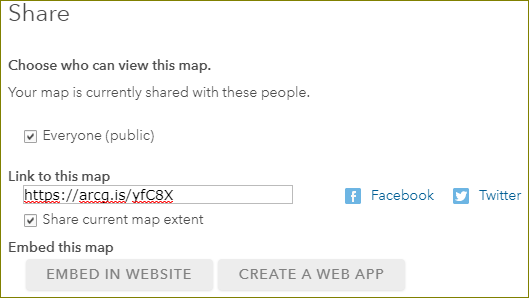 Share
Choose who can view this map.
Your map is currently shared with these people.
Everyone (public)
Link to this map
https://arcg.is/yfC8X
Facebook
Twitter
Share current map extent
Embed this map
EMBED IN WEBSITE
CREATE A WEB APP